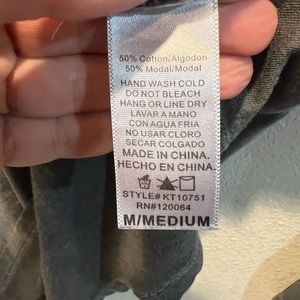 50% Cotton/Algodon
50% Modal/Modal
HAND WASH COLD
DO NOT BLEACH
HANG OR LINE DRY
LAVAR A MANO
CON AGUA FRIA
NO USAR CLORO
SECAR COLGADO
MADE IN CHINA.
HECHO EN CHINA.
STYLE# KT10751
RN#120064
M/MEDIUM